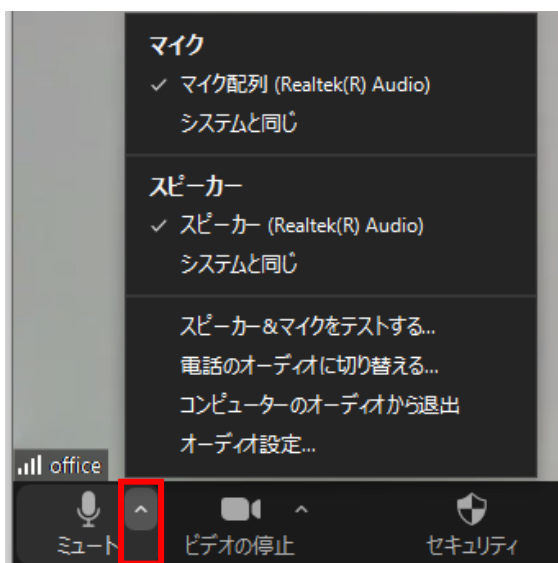 マイク
マイク配列 (Realtek(R) Audio)
システムと同じ
スピーカー
スピーカー (Realtek(R) Audio)
システムと同じ
スピーカー&マイクをテストする...
電話のオーディオに切り替える...
コンピューターのオーディオから退出
オーディオ設定...
office
ミュート ビデオの停止 セキュリティ